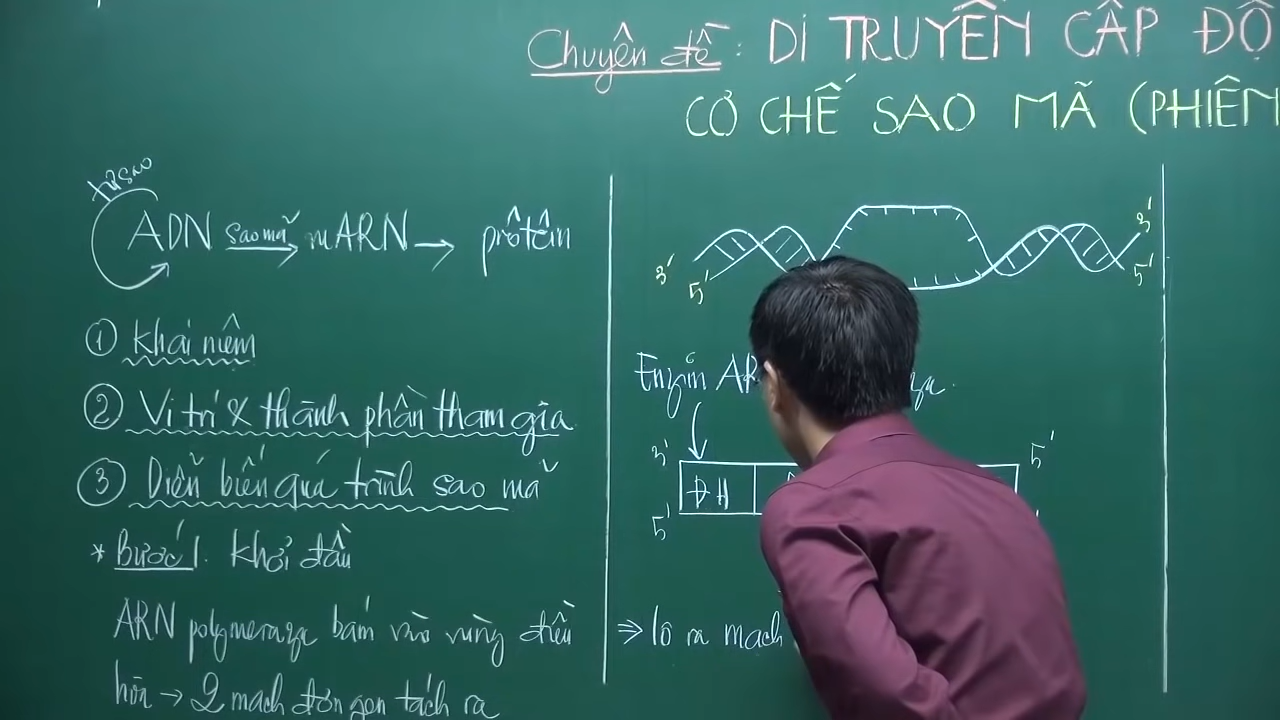 Chuyên đề: DI TRUYỀN CẤP ĐỘ
CƠ CHẾ SAO MÃ (PHIÊN
tự sao
ADN sao mã mARN → prôtêin
① Khái niệm
② Vị trí & thành phần tham gia
③ Diễn biến quá trình sao mã
* Bước 1. Khởi đầu
ARN polymeraza bám vào vùng điều
hòa → 2 mạch đơn gen tách ra
3'
5'
3'
5'
Enzim
3'
ĐH
5'
5'
⇒ lộ ra mạch